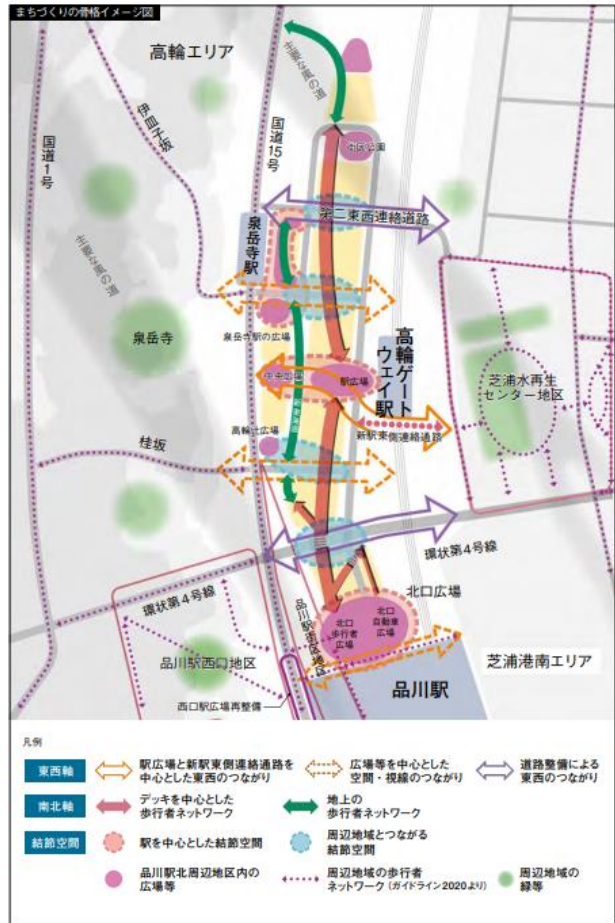 まちづくりの骨格イメージ図
高輪エリア
主要な風の道
伊皿子坂
国道15号
国道1号
第二東西連絡道路
泉岳寺駅
主要な風の道
泉岳寺
泉岳寺駅の広場
高輪ゲート
ウェイ駅
中央広場
駅広場
芝浦水再生
センター地区
新駅東側連絡通路
高輪辻広場
桂坂
環状第4号線
環状第4号線
北口広場
北口
歩行者
広場
北口
自動車
広場
品川駅街区地区
品川駅西口地区
芝浦港南エリア
品川駅
西口駅広場再整備
凡例
東西軸
駅広場と新駅東側連絡通路を
中心とした東西のつながり
広場等を中心とした
空間・視線のつながり
道路整備による
東西のつながり
南北軸
デッキを中心とした
歩行者ネットワーク
地上の
歩行者ネットワーク
結節空間
駅を中心とした結節空間
周辺地域とつながる
結節空間
品川駅北周辺地区内の
広場等
周辺地域の歩行者
ネットワーク(ガイドライン2020より)
周辺地域の
緑等